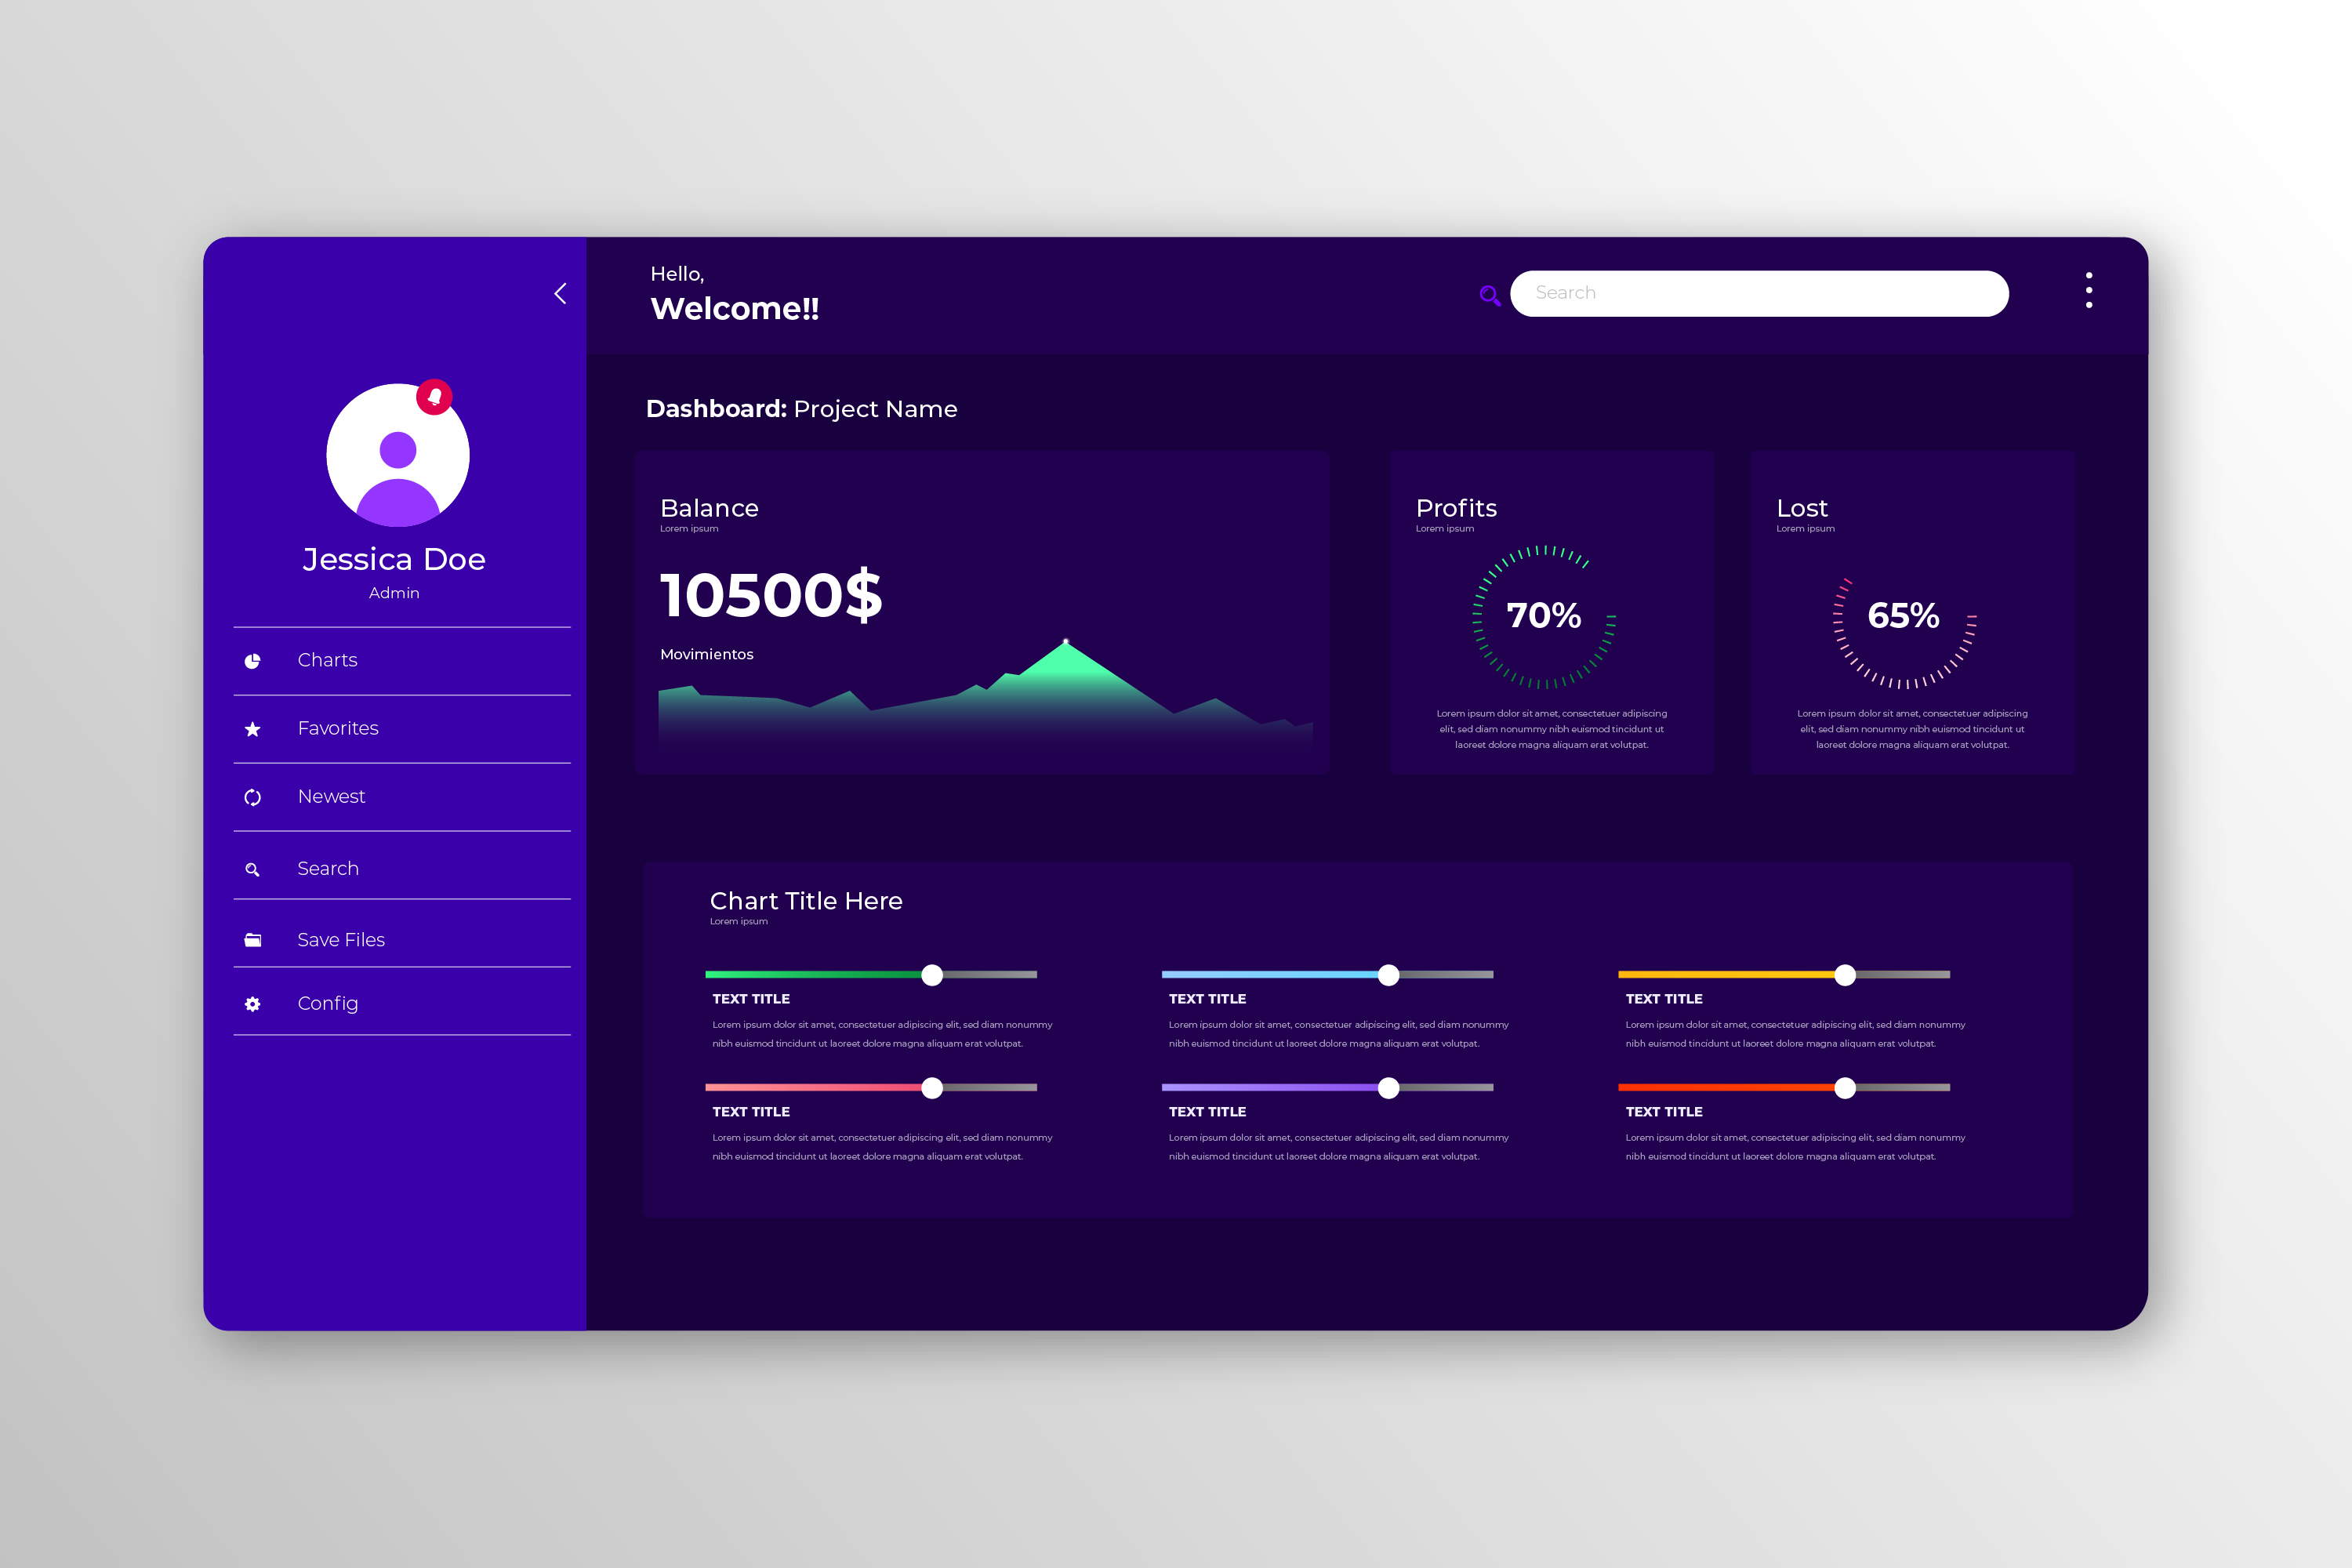 Hello,
Welcome!!
Search
Jessica Doe
Admin
Charts
Favorites
Newest
Search
Save Files
Config
Dashboard: Project Name
Balance
Lorem ipsum
10500$
Movimientos
Profits
Lorem ipsum
70%
Lorem ipsum dolor sit amet, consectetuer adipiscing
elit, sed diam nonummy nibh euismod tincidunt ut
laoreet dolore magna aliquam erat volutpat.
Lost
Lorem ipsum
65%
Lorem ipsum dolor sit amet, consectetuer adipiscing
elit, sed diam nonummy nibh euismod tincidunt ut
laoreet dolore magna aliquam erat volutpat.
Chart Title Here
Lorem ipsum
TEXT TITLE
Lorem ipsum dolor sit amet, consectetuer adipiscing elit, sed diam nonummy
nibh euismod tincidunt ut laoreet dolore magna aliquam erat volutpat.
TEXT TITLE
Lorem ipsum dolor sit amet, consectetuer adipiscing elit, sed diam nonummy
nibh euismod tincidunt ut laoreet dolore magna aliquam erat volutpat.
TEXT TITLE
Lorem ipsum dolor sit amet, consectetuer adipiscing elit, sed diam nonummy
nibh euismod tincidunt ut laoreet dolore magna aliquam erat volutpat.
TEXT TITLE
Lorem ipsum dolor sit amet, consectetuer adipiscing elit, sed diam nonummy
nibh euismod tincidunt ut laoreet dolore magna aliquam erat volutpat.
TEXT TITLE
Lorem ipsum dolor sit amet, consectetuer adipiscing elit, sed diam nonummy
nibh euismod tincidunt ut laoreet dolore magna aliquam erat volutpat.
TEXT TITLE
Lorem ipsum dolor sit amet, consectetuer adipiscing elit, sed diam nonummy
nibh euismod tincidunt ut laoreet dolore magna aliquam erat volutpat.